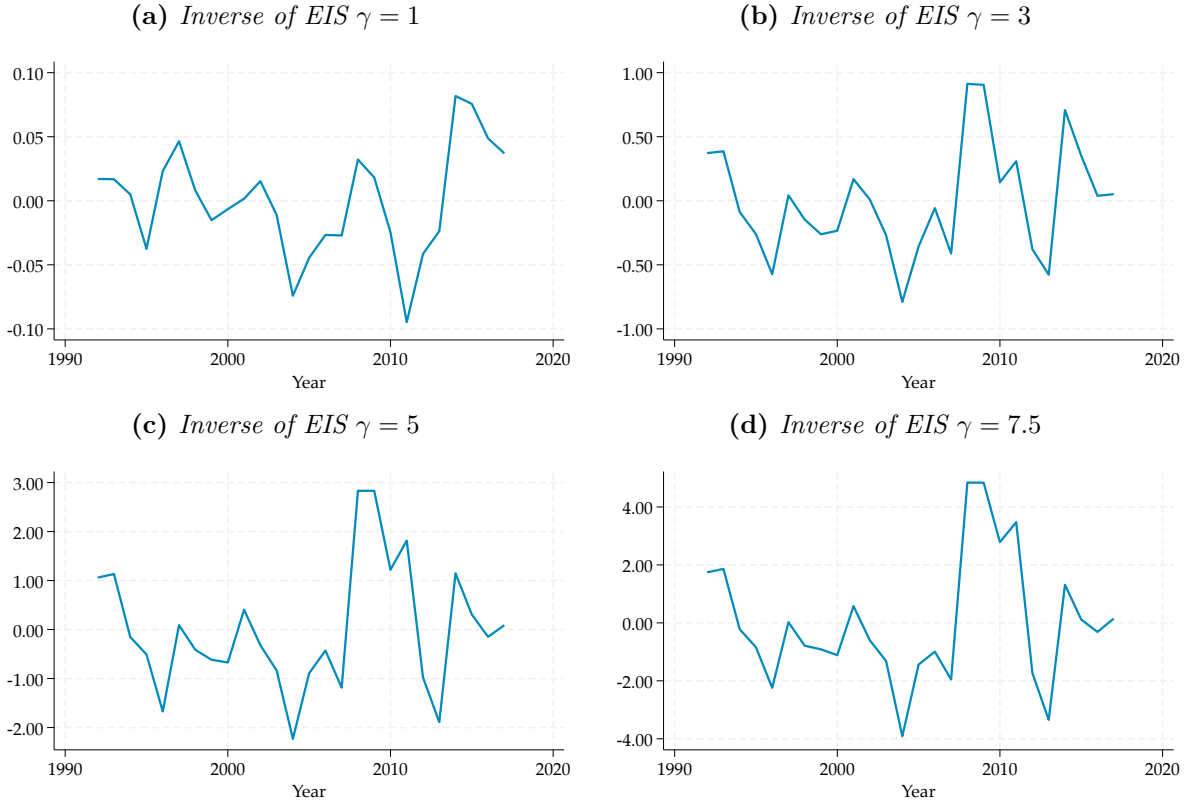 (a) Inverse of EIS γ = 1
0.10
0.05
0.00
-0.05
-0.10
1990 2000 2010 2020
Year
(b) Inverse of EIS γ = 3
1.00
0.50
0.00
-0.50
-1.00
1990 2000 2010 2020
Year
(c) Inverse of EIS γ = 5
3.00
2.00
1.00
0.00
-1.00
-2.00
1990 2000 2010 2020
Year
(d) Inverse of EIS γ = 7.5
4.00
2.00
0.00
-2.00
-4.00
1990 2000 2010 2020
Year